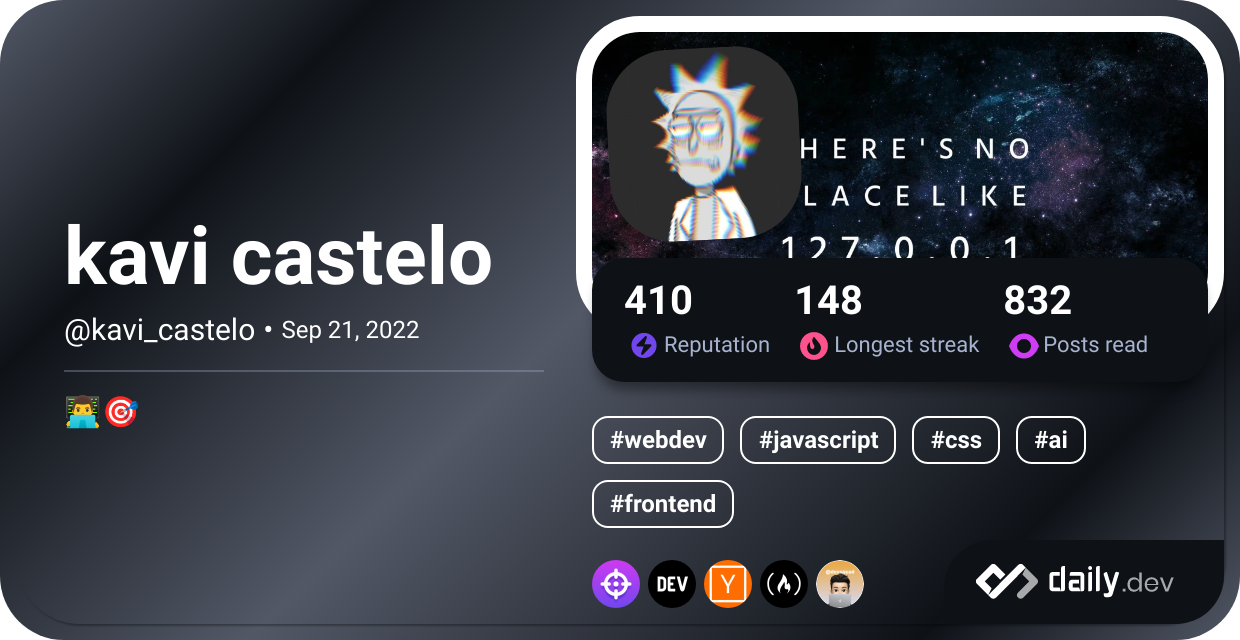 kavi castelo
@kavi_castelo • Sep 21, 2022
HERE'S NO
LACE LIKE
127.0.0.1
410
Reputation
148
Longest streak
832
Posts read
#webdev
#javascript
#css
#ai
#frontend
DEV
Y
daily.dev